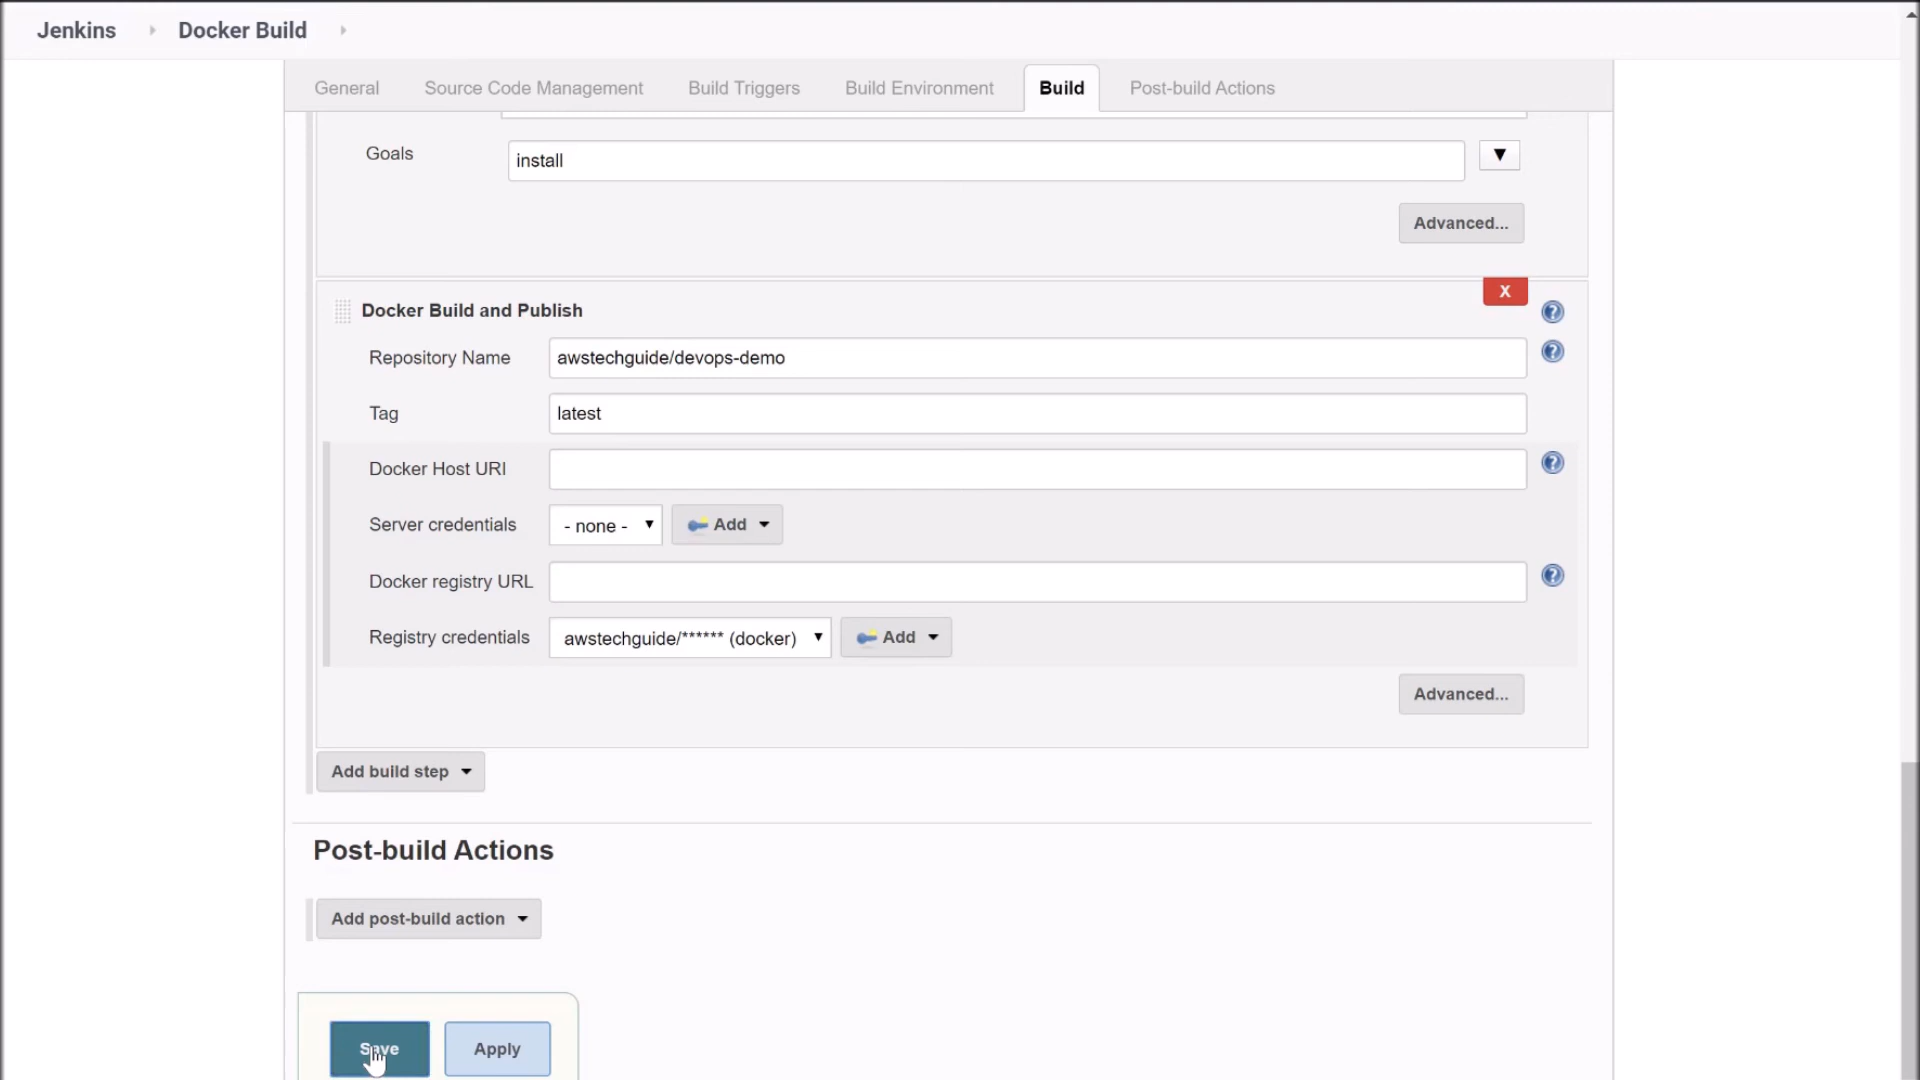 Jenkins Docker Build
General Source Code Management Build Triggers Build Environment Build Post-build Actions
Goals install ▼
Advanced...
X
Docker Build and Publish ?
Repository Name awstechguide/devops-demo ?
Tag latest
Docker Host URI ?
Server credentials - none - ▼ Add
Docker registry URL ?
Registry credentials awstechguide/****** (docker) ▼ Add
Advanced...
Add build step
Post-build Actions
Add post-build action
Save Apply